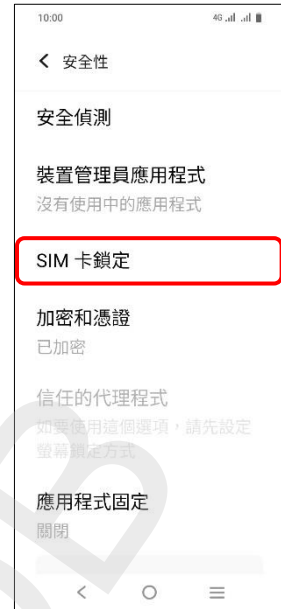 10:00 4G
安全性
安全偵測
裝置管理員應用程式
沒有使用中的應用程式
SIM 卡鎖定
加密和憑證
已加密
信任的代理程式
如要使用這個選項，請先設定
螢幕鎖定方式
應用程式固定
關閉